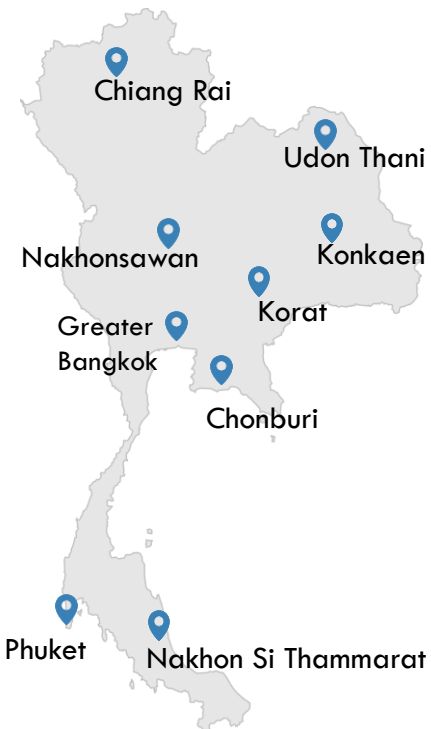 Chiang Rai
Udon Thani
Nakhonsawan
Konkaen
Korat
Greater
Bangkok
Chonburi
Phuket
Nakhon Si Thammarat